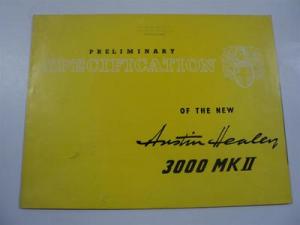 PRELIMINARY
SPECIFICATION
OF THE NEW
Austin Healey
3000 MK II